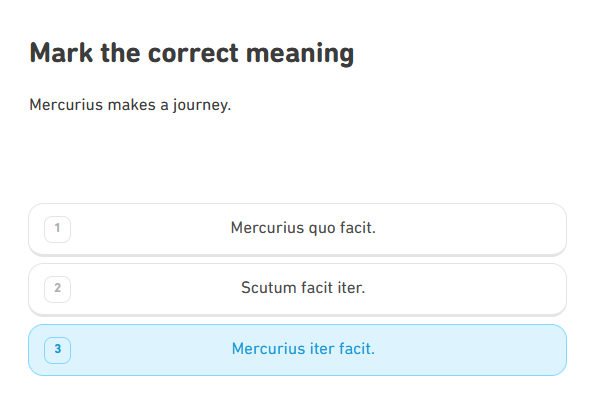 Mark the correct meaning
Mercurius makes a journey.
1 Mercurius quo facit.
2 Scutum facit iter.
3 Mercurius iter facit.